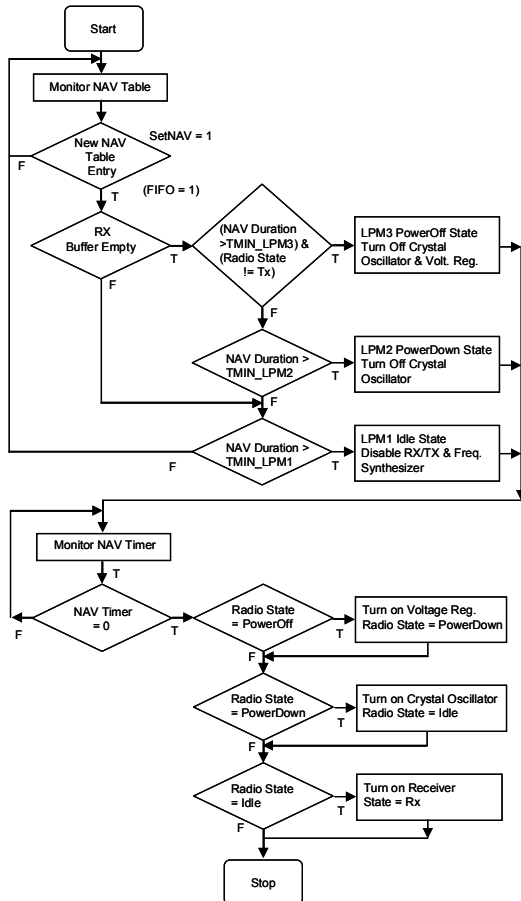 Start
Monitor NAV Table
SetNAV = 1
New NAV
Table
Entry
F
T
(FIFO = 1)
RX
Buffer Empty
T
F
(NAV Duration
>TMIN_LPM3) &
(Radio State
!= Tx)
T
F
LPM3 PowerOff State
Turn Off Crystal
Oscillator & Volt. Reg.
NAV Duration >
TMIN_LPM2
T
F
LPM2 PowerDown State
Turn Off Crystal
Oscillator
NAV Duration >
TMIN_LPM1
F
T
LPM1 Idle State
Disable RX/TX & Freq.
Synthesizer
Monitor NAV Timer
T
NAV Timer
= 0
F
T
Radio State
= PowerOff
T
F
Turn on Voltage Reg.
Radio State = PowerDown
Radio State
= PowerDown
T
F
Turn on Crystal Oscillator
Radio State = Idle
Radio State
= Idle
T
F
Turn on Receiver
State = Rx
Stop